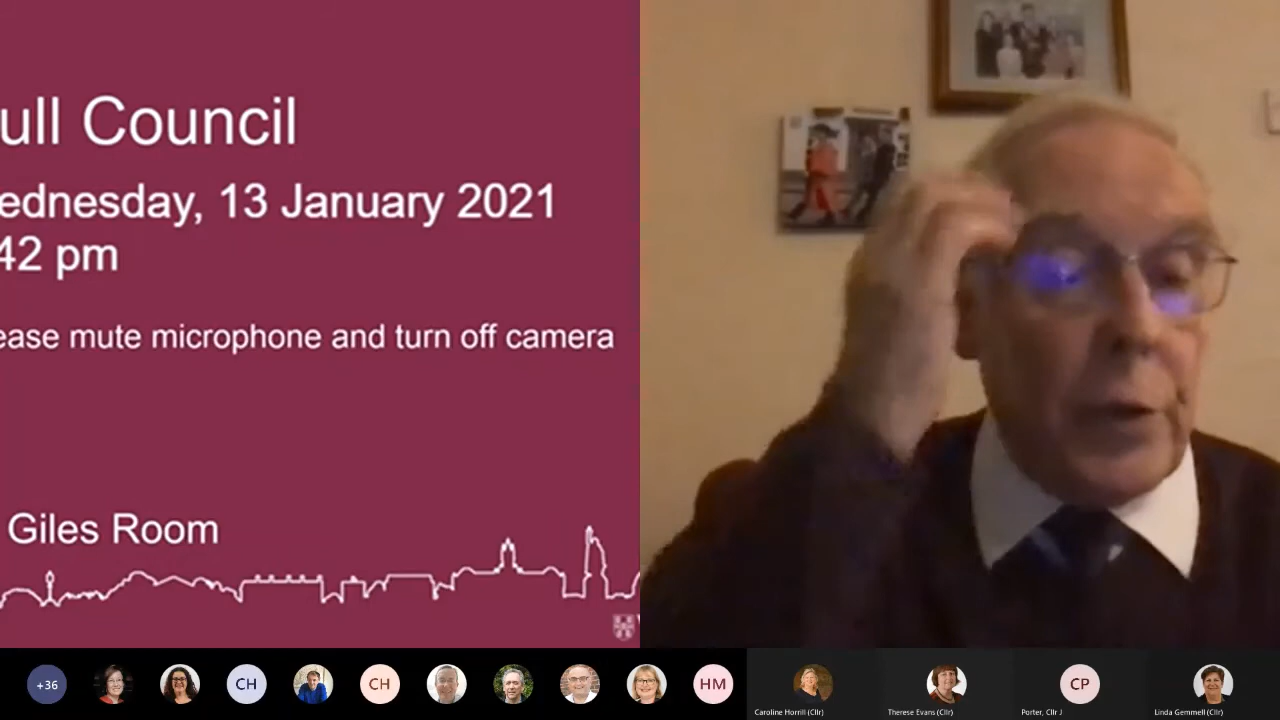 ull Council
ednesday, 13 January 2021
42 pm
ease mute microphone and turn off camera
Giles Room
+36
CH
CH
HM
CP
Caroline Horrill (Cllr)
Therese Evans (Cllr)
Porter, Cllr J
Linda Gemmell (Cllr)